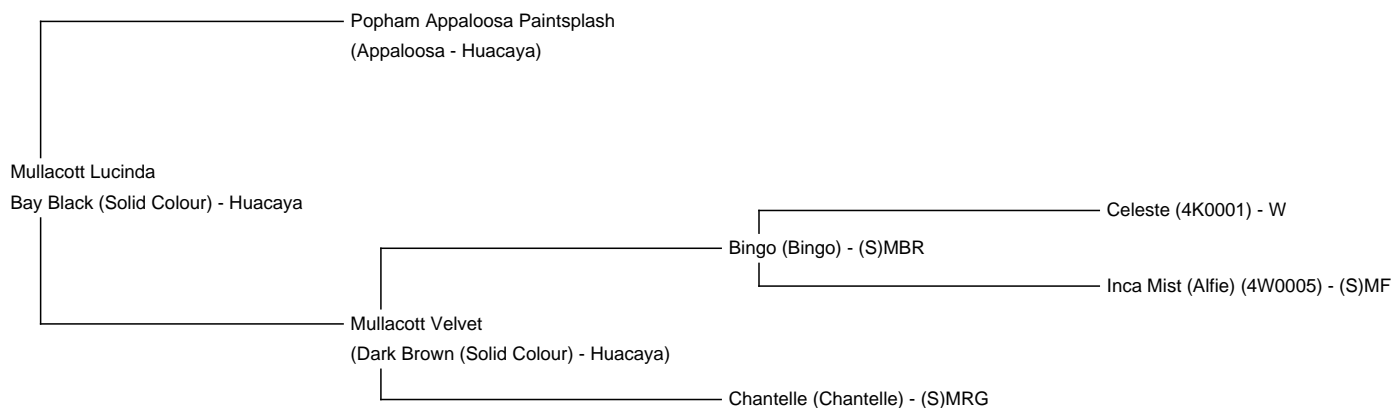 Popham Appaloosa Paintsplash
(Appaloosa - Huacaya)
Mullacott Lucinda
Bay Black (Solid Colour) - Huacaya
Celeste (4K0001) - W
Bingo (Bingo) - (S)MBR
Inca Mist (Alfie) (4W0005) - (S)MF
Mullacott Velvet
(Dark Brown (Solid Colour) - Huacaya)
Chantelle (Chantelle) - (S)MRG